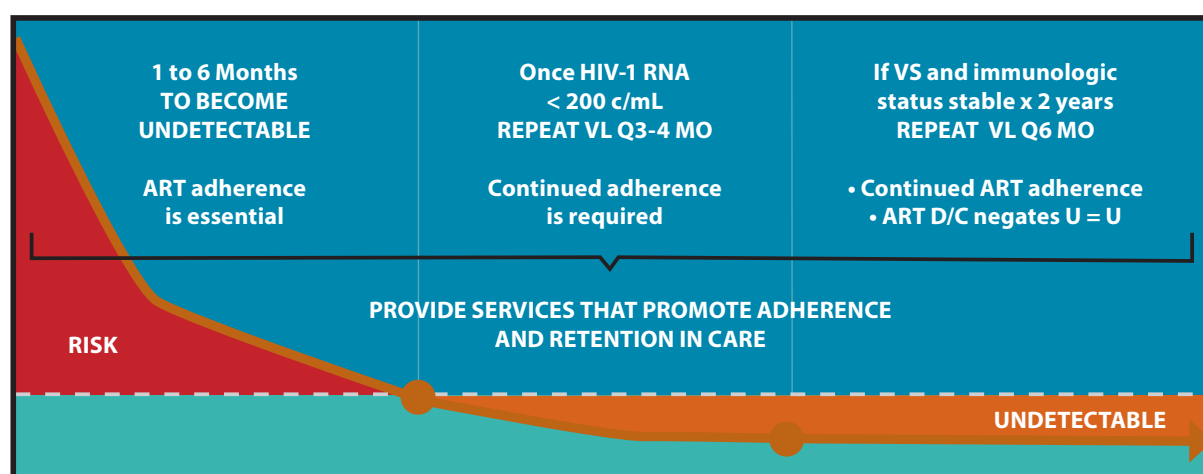 1 to 6 Months
TO BECOME
UNDETECTABLE
ART adherence
is essential
Once HIV-1 RNA
< 200 c/mL
REPEAT VL Q3-4 MO
Continued adherence
is required
If VS and immunologic
status stable x 2 years
REPEAT VL Q6 MO
• Continued ART adherence
• ART D/C negates U = U
PROVIDE SERVICES THAT PROMOTE ADHERENCE
AND RETENTION IN CARE
RISK
UNDETECTABLE